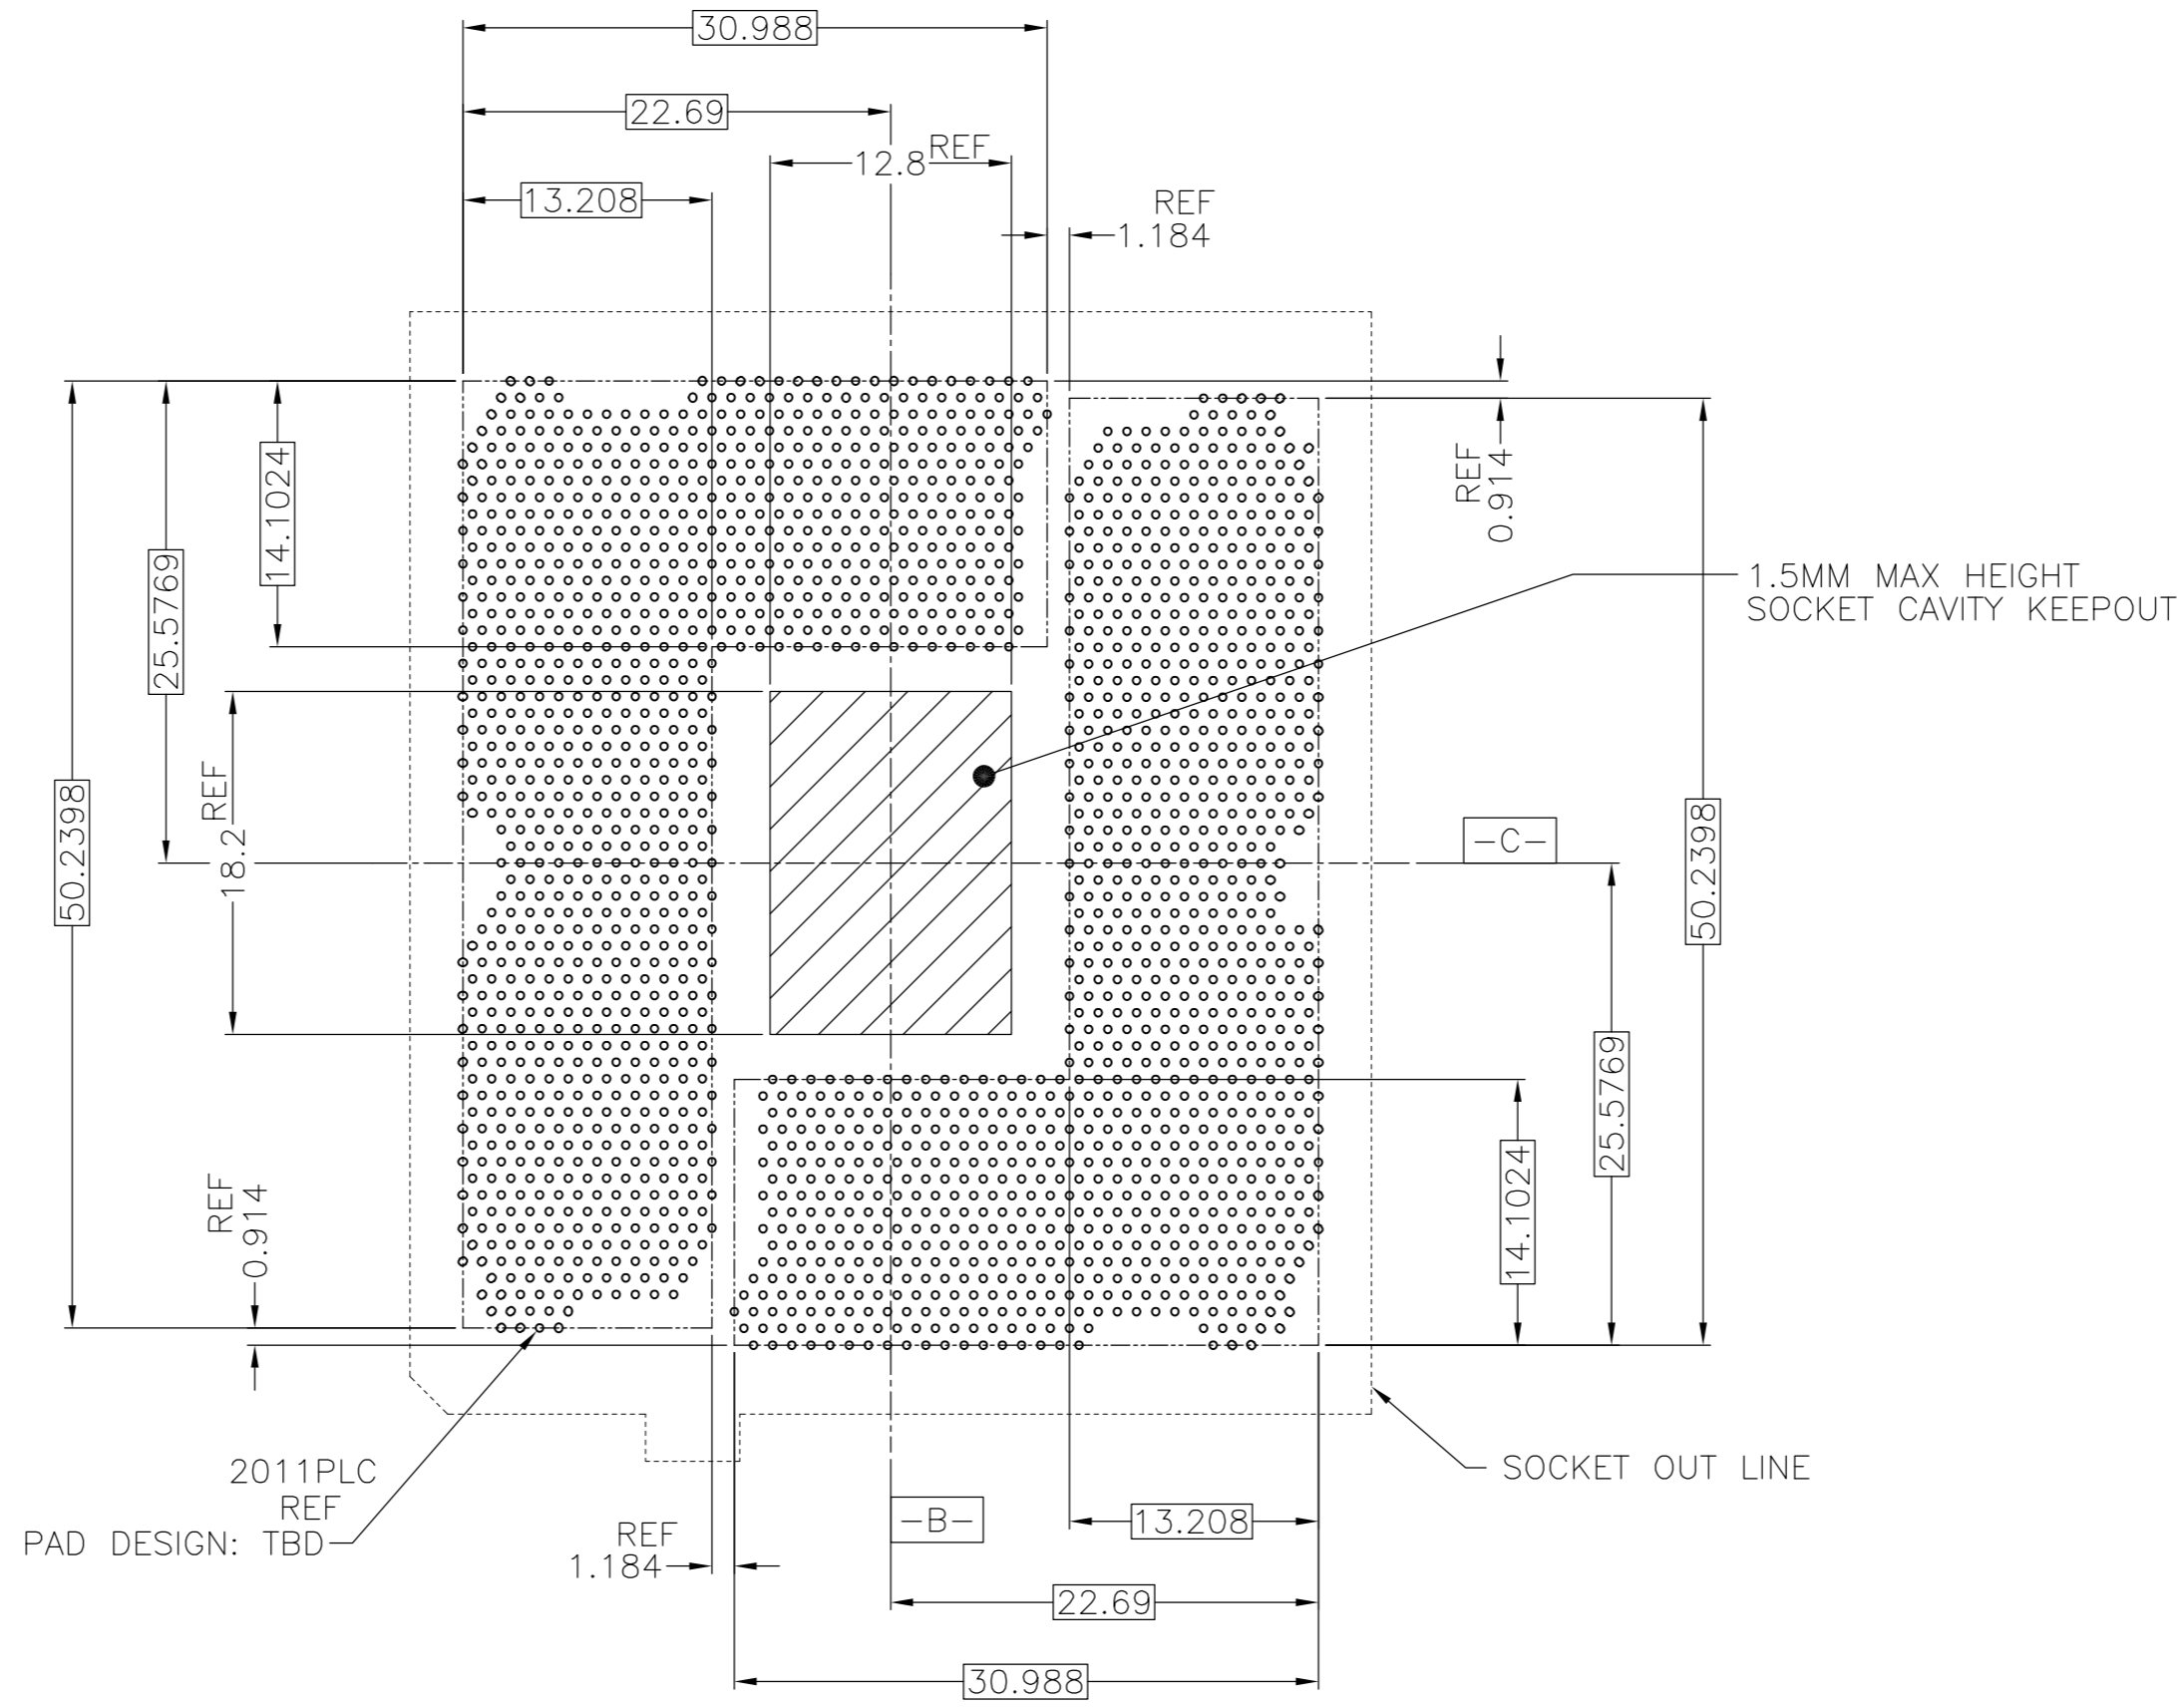 30.988
22.69
12.8 REF
13.208
REF
1.184
14.1024
25.5769
50.2398
REF
18.2
REF
0.914
REF
0.914
1.5MM MAX HEIGHT
SOCKET CAVITY KEEPOUT
-C-
50.2398
25.5769
14.1024
SOCKET OUT LINE
2011PLC
REF
PAD DESIGN: TBD
REF
1.184
-B-
13.208
22.69
30.988